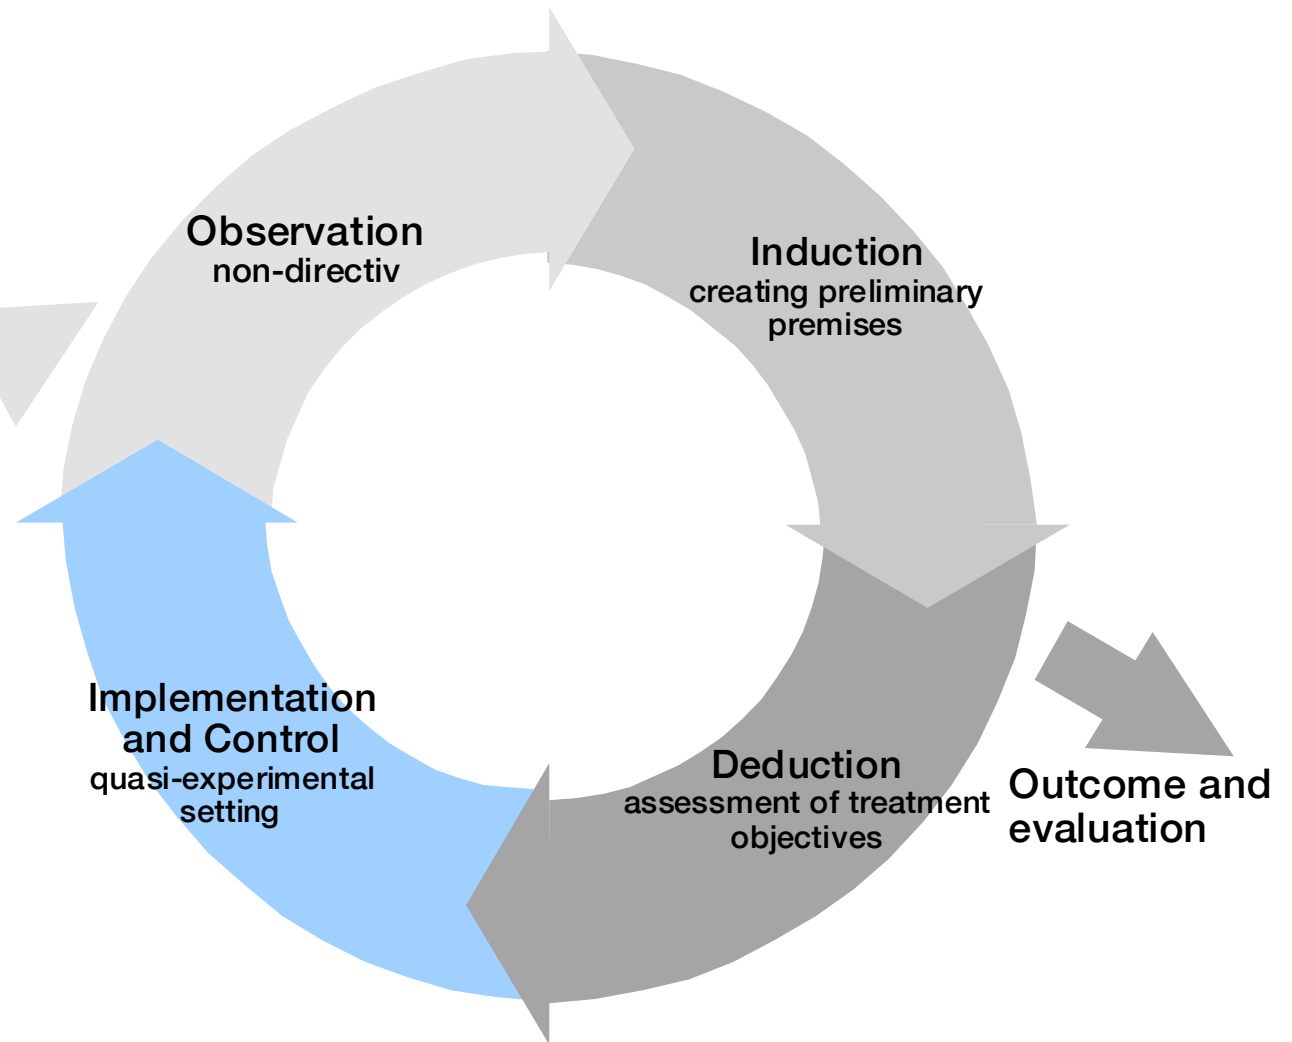 Observation
non-directiv
Induction
creating preliminary
premises
Implementation
and Control
quasi-experimental
setting
Deduction
assessment of treatment
objectives
Outcome and
evaluation